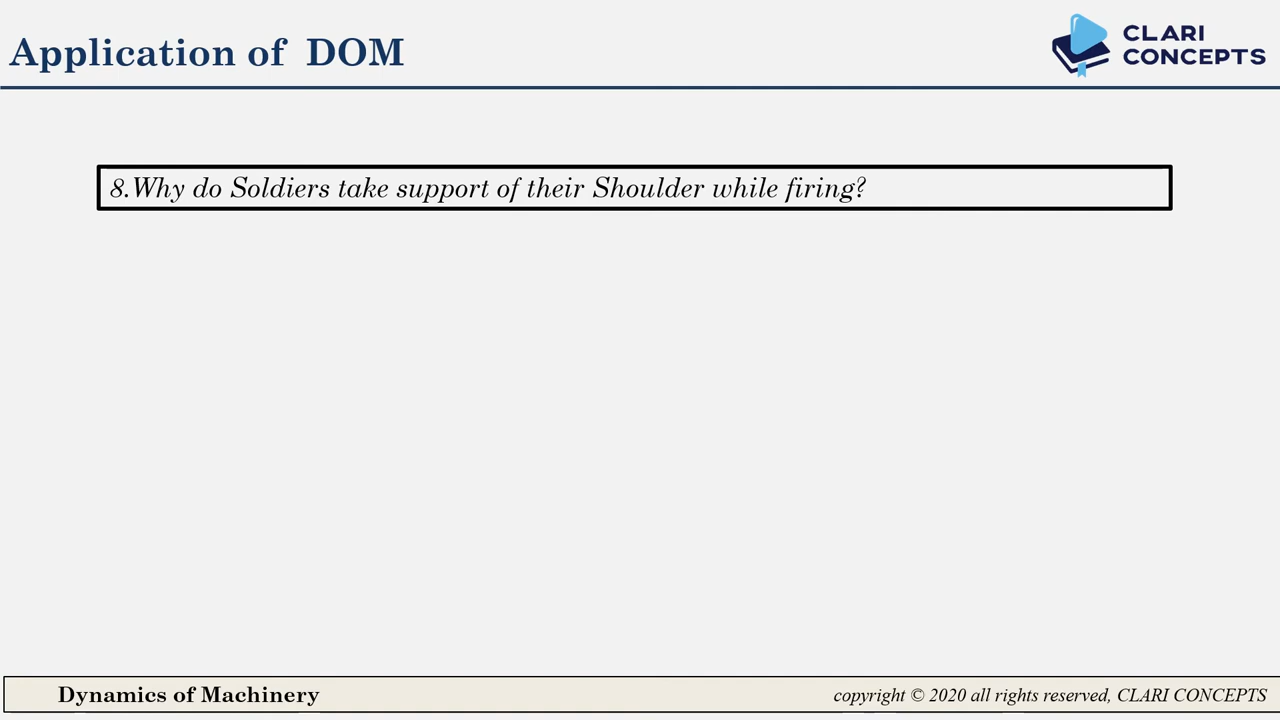 Application of DOM
CLARI
CONCEPTS
8.Why do Soldiers take support of their Shoulder while firing?
Dynamics of Machinery
copyright © 2020 all rights reserved, CLARI CONCEPTS